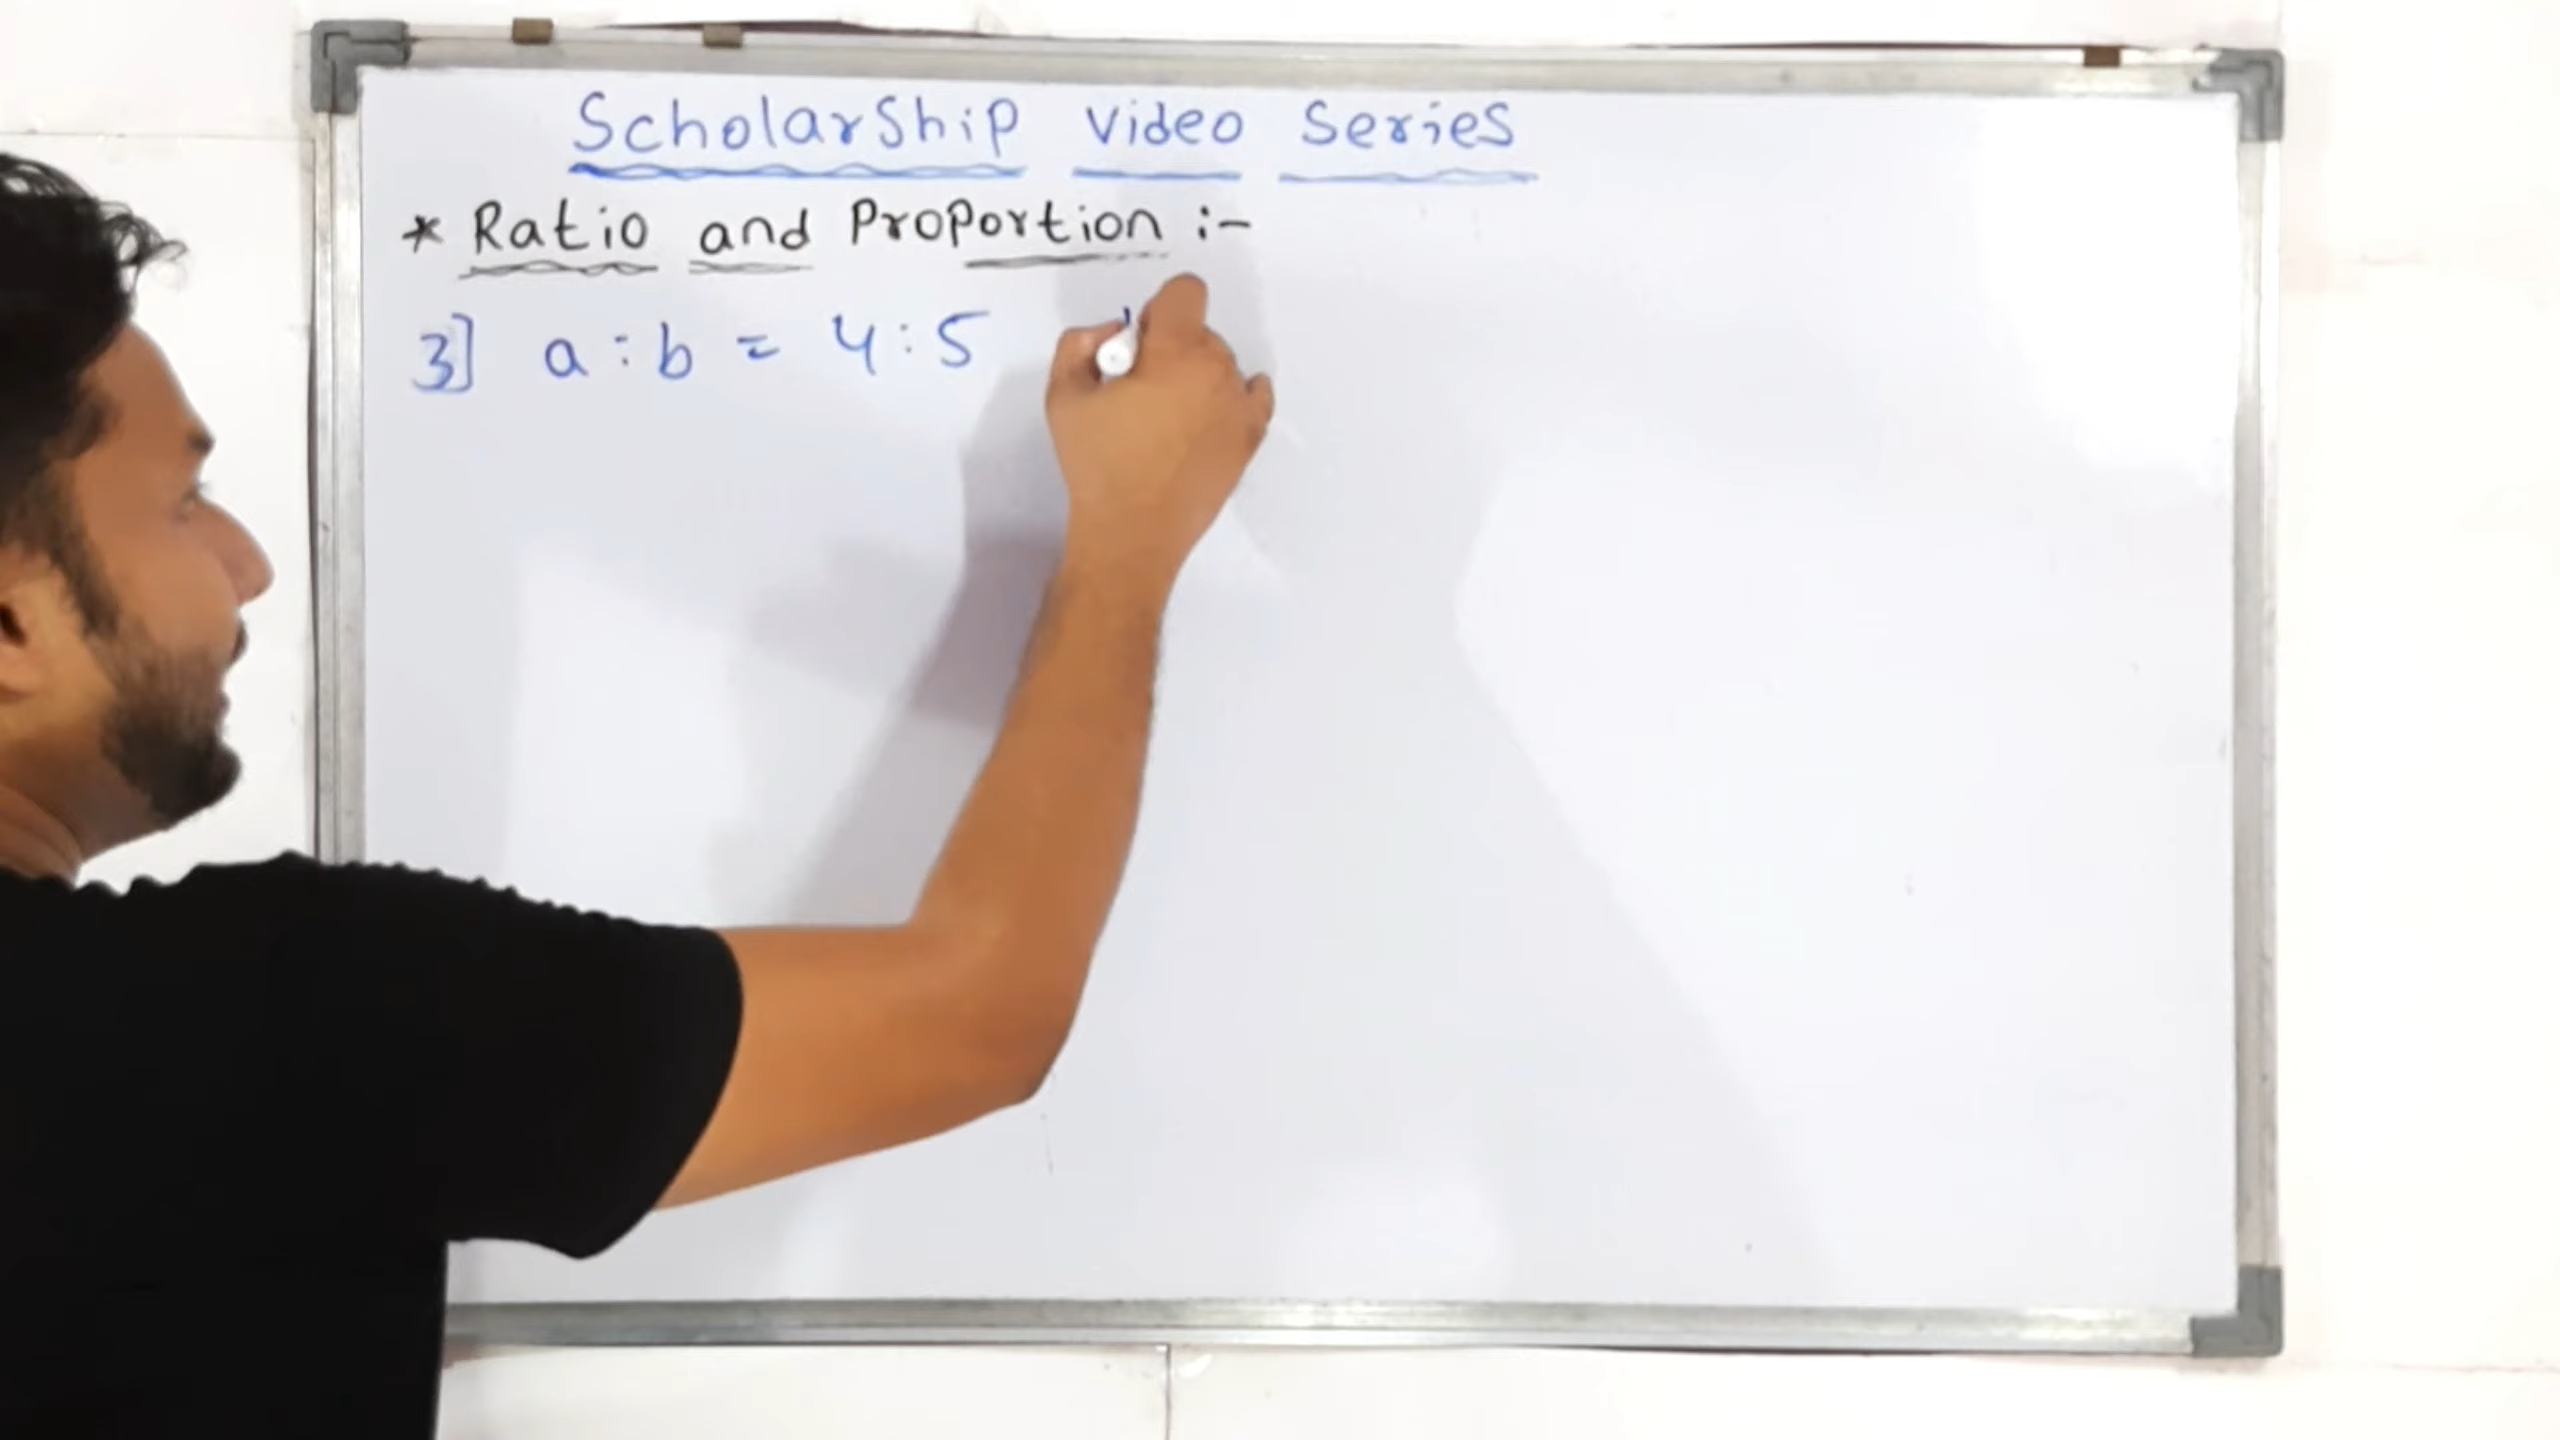 Scholarship video Series
* Ratio and Proportion :-
3] a : b = 4 : 5